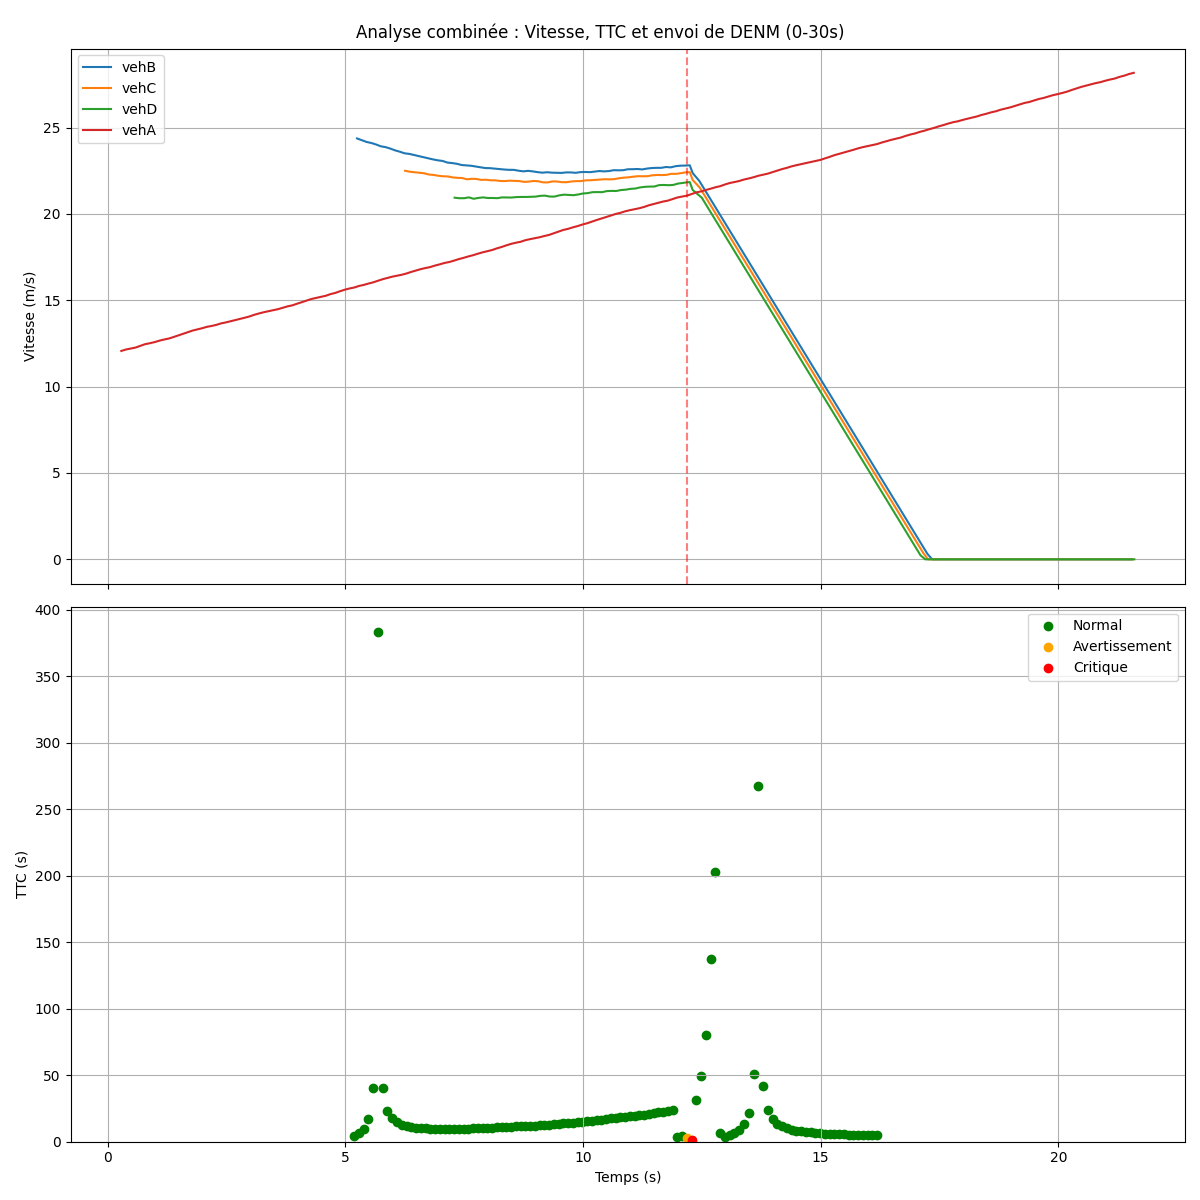 Analyse combinée : Vitesse, TTC et envoi de DENM (0-30s)
vehB
vehC
vehD
vehA
25
20
15
10
5
0
Vitesse (m/s)
400
350
300
250
200
150
100
50
0
TTC (s)
Normal
Avertissement
Critique
0
5
10
15
20
Temps (s)